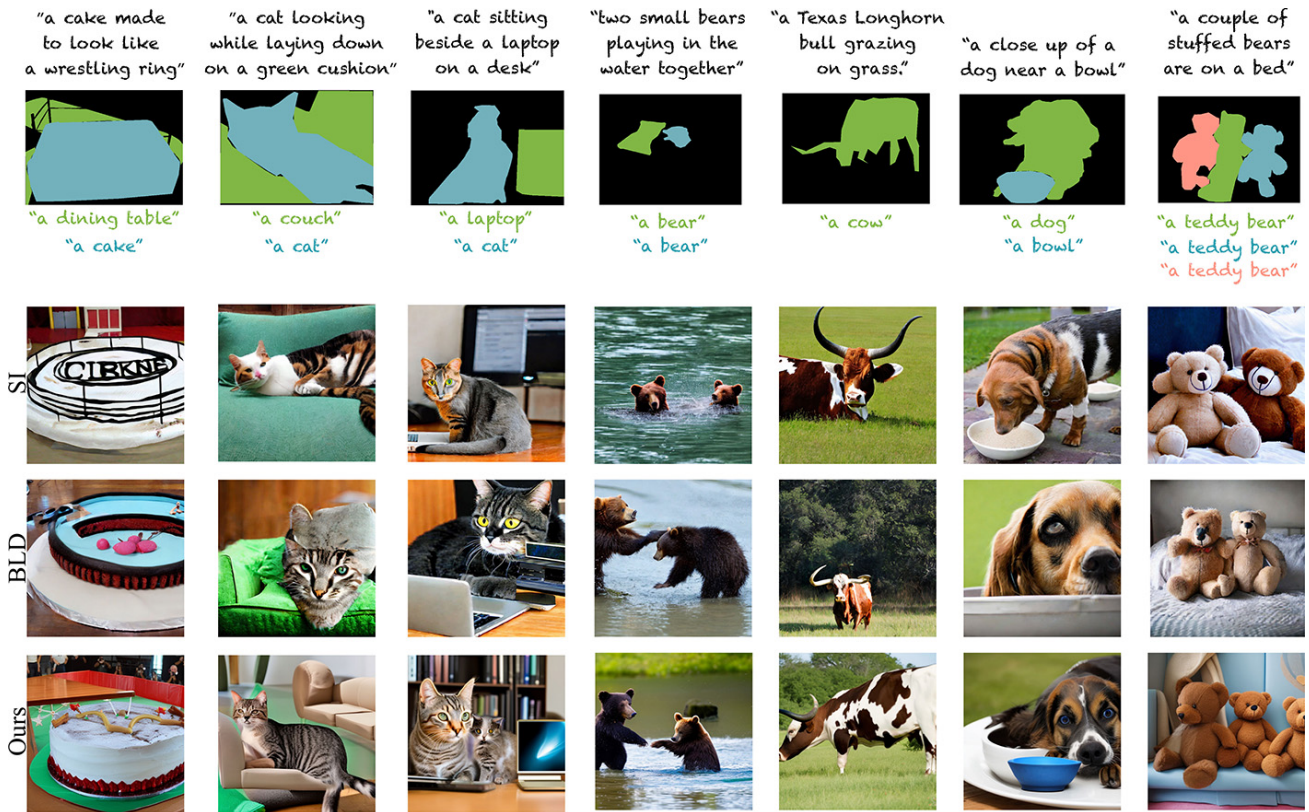 "a cake made
to look like
a wrestling ring"
"a cat looking
while laying down
on a green cushion"
"a cat sitting
beside a laptop
on a desk"
"two small bears
playing in the
water together"
"a Texas Longhorn
bull grazing
on grass."
"a close up of a
dog near a bowl"
"a couple of
stuffed bears
are on a bed"
"a dining table"
"a cake"
"a couch"
"a cat"
"a laptop"
"a cat"
"a bear"
"a bear"
"a cow"
"a dog"
"a bowl"
"a teddy bear"
"a teddy bear"
"a teddy bear"
SI
CIRKNE
BLD
Ours